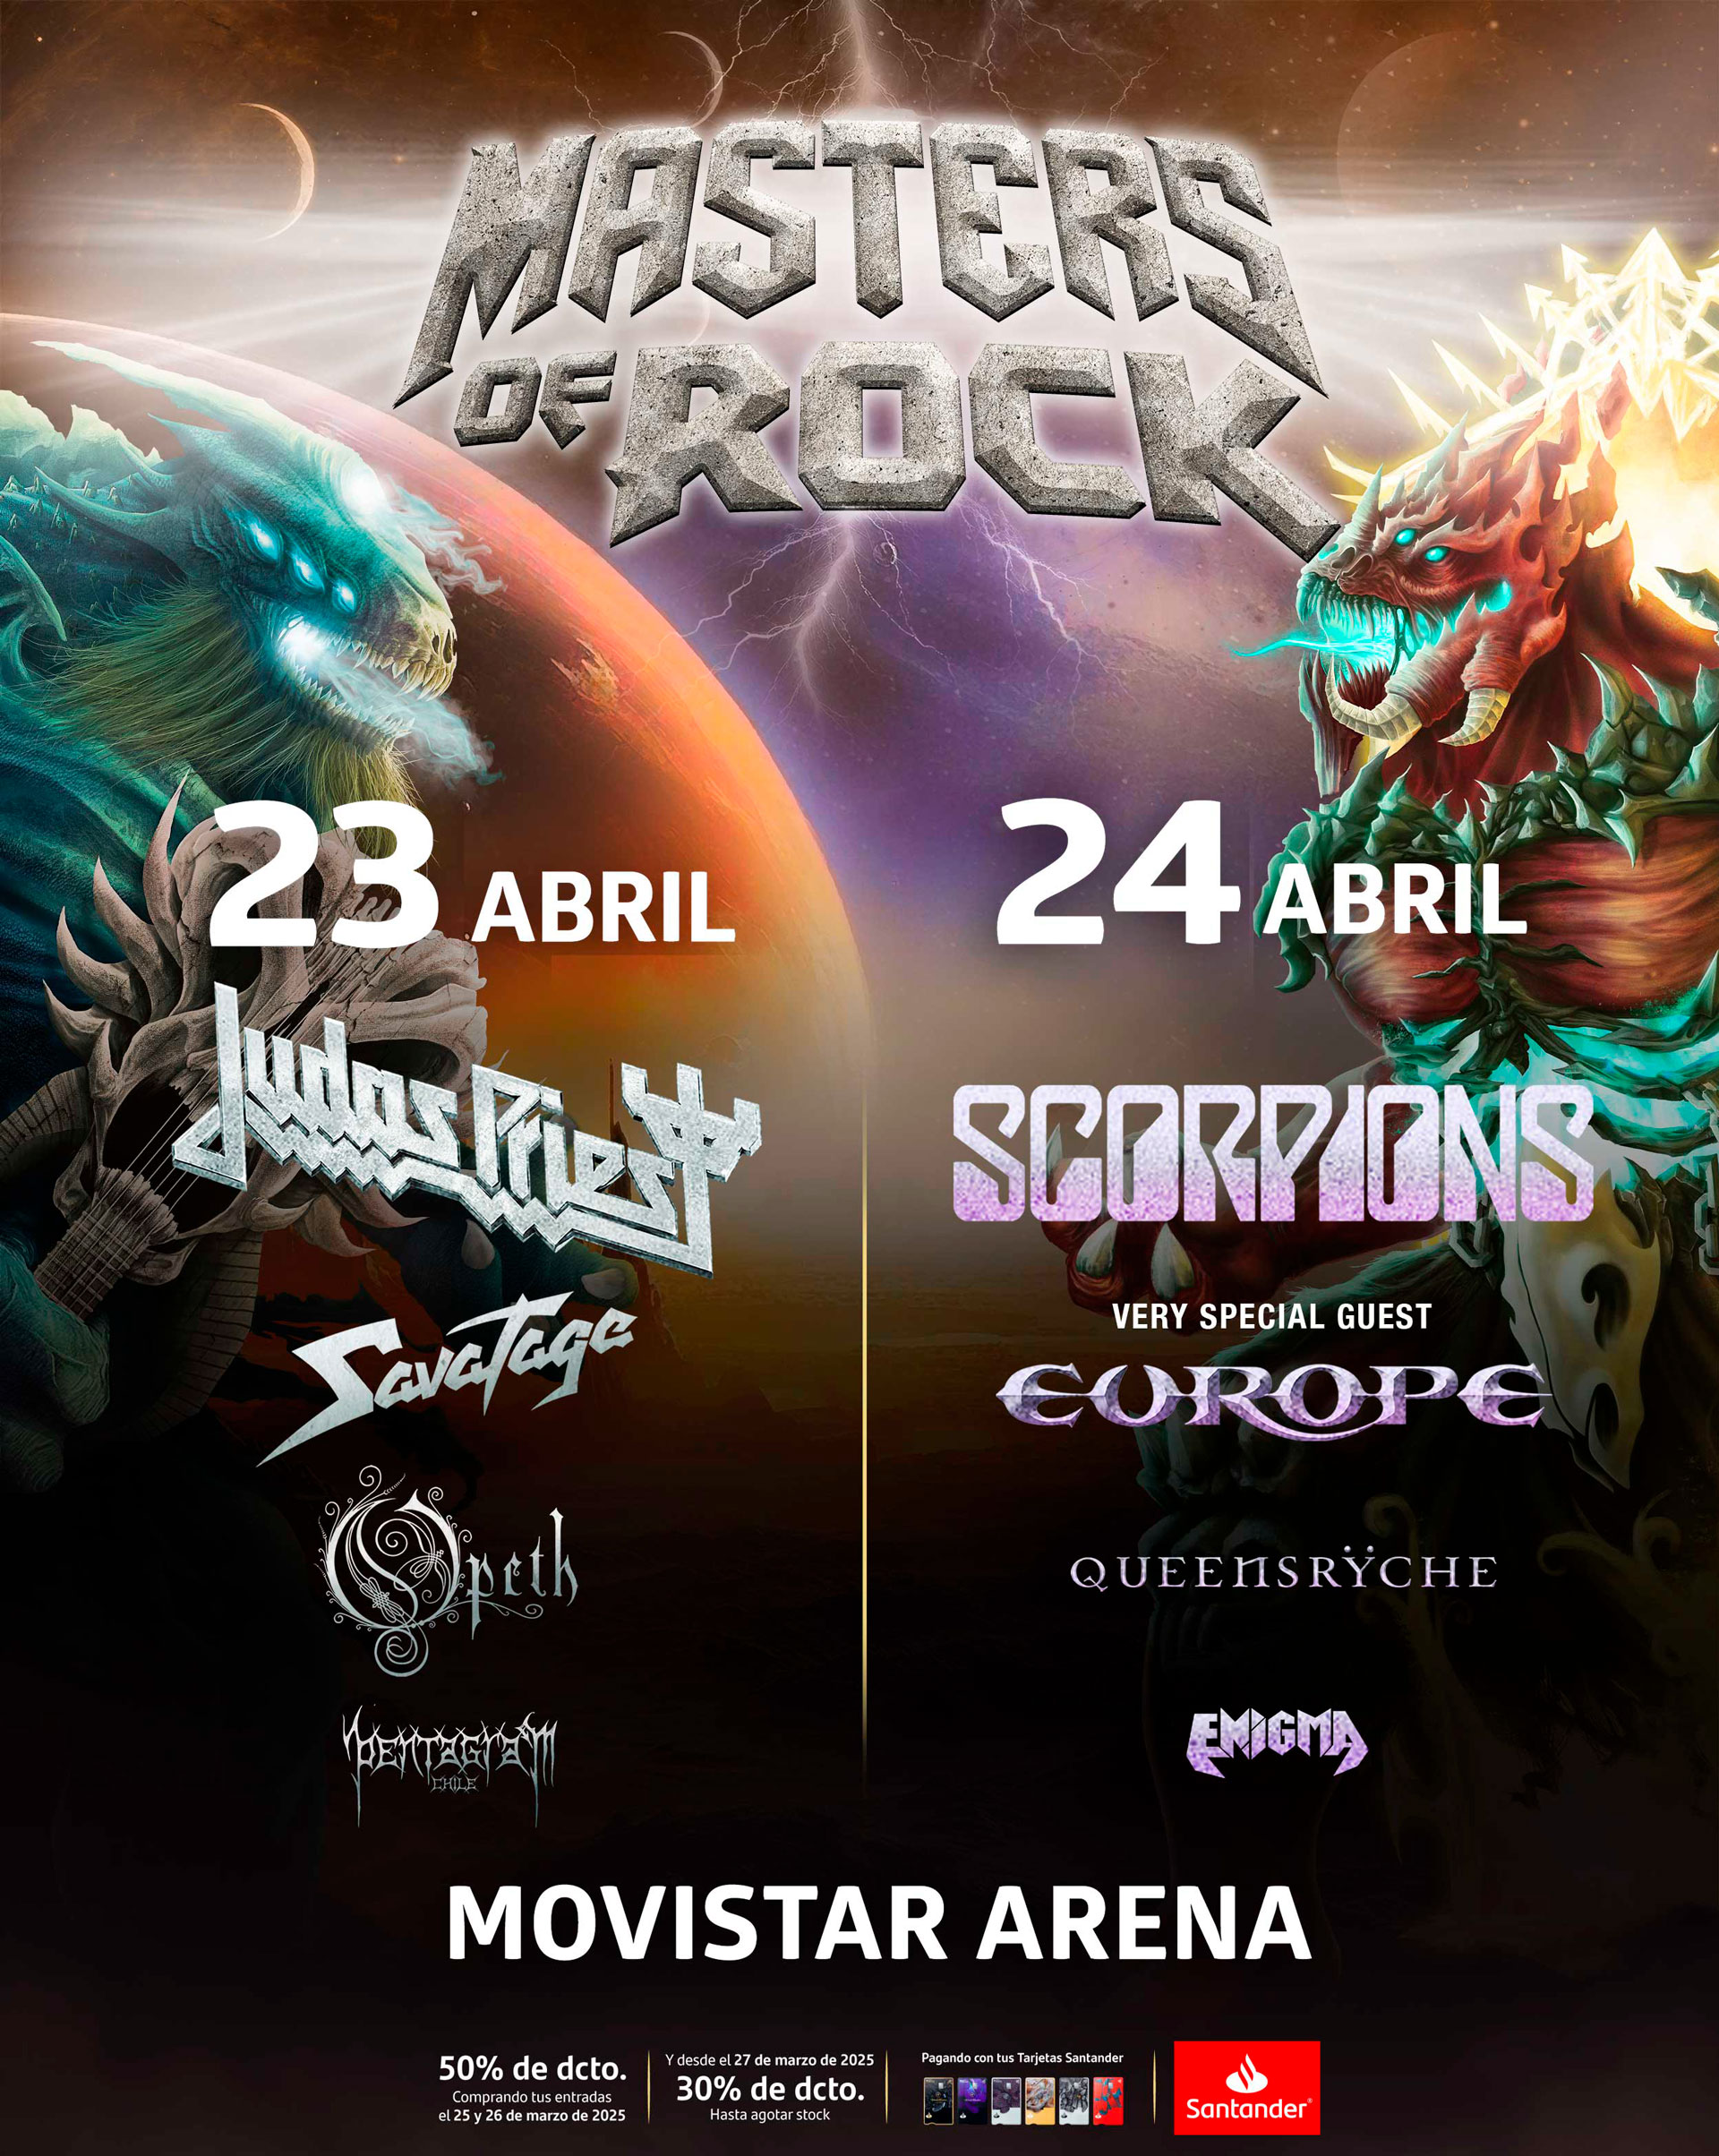 MASTERS
OF ROCK
23 ABRIL
Judas Priest
Savatage
Opeth
PENTAGRAM
CHILE
24 ABRIL
SCORPIONS
VERY SPECIAL GUEST
EUROPE
QUEENSRŸCHE
ENIGMA
MOVISTAR ARENA
50% de dcto.
Comprando tus entradas
el 25 y 26 de marzo de 2025
Y desde el 27 de marzo de 2025
30% de dcto.
Hasta agotar stock
Pagando con tus Tarjetas Santander
Santander